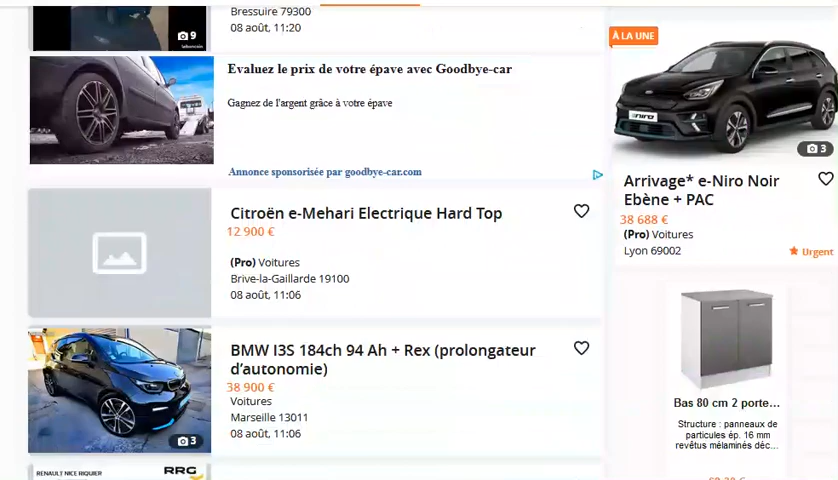 Bressuire 79300
08 août, 11:20
9
Evaluez le prix de votre épave avec Goodbye-car
Gagnez de l'argent grâce à votre épave
Annonce sponsorisée par goodbye-car.com
Citroën e-Mehari Electrique Hard Top
12 900 €
(Pro) Voitures
Brive-la-Gaillarde 19100
08 août, 11:06
BMW I3S 184ch 94 Ah + Rex (prolongateur
d'autonomie)
38 900 €
Voitures
Marseille 13011
08 août, 11:06
3
RENAULT NICE RIQUIER
RRG
À LA UNE
niro
3
Arrivage* e-Niro Noir
Ebène + PAC
38 688 €
(Pro) Voitures
Lyon 69002
Urgent
Bas 80 cm 2 porte...
Structure : panneaux de
particules ép. 16 mm
revêtus mélaminés déc...